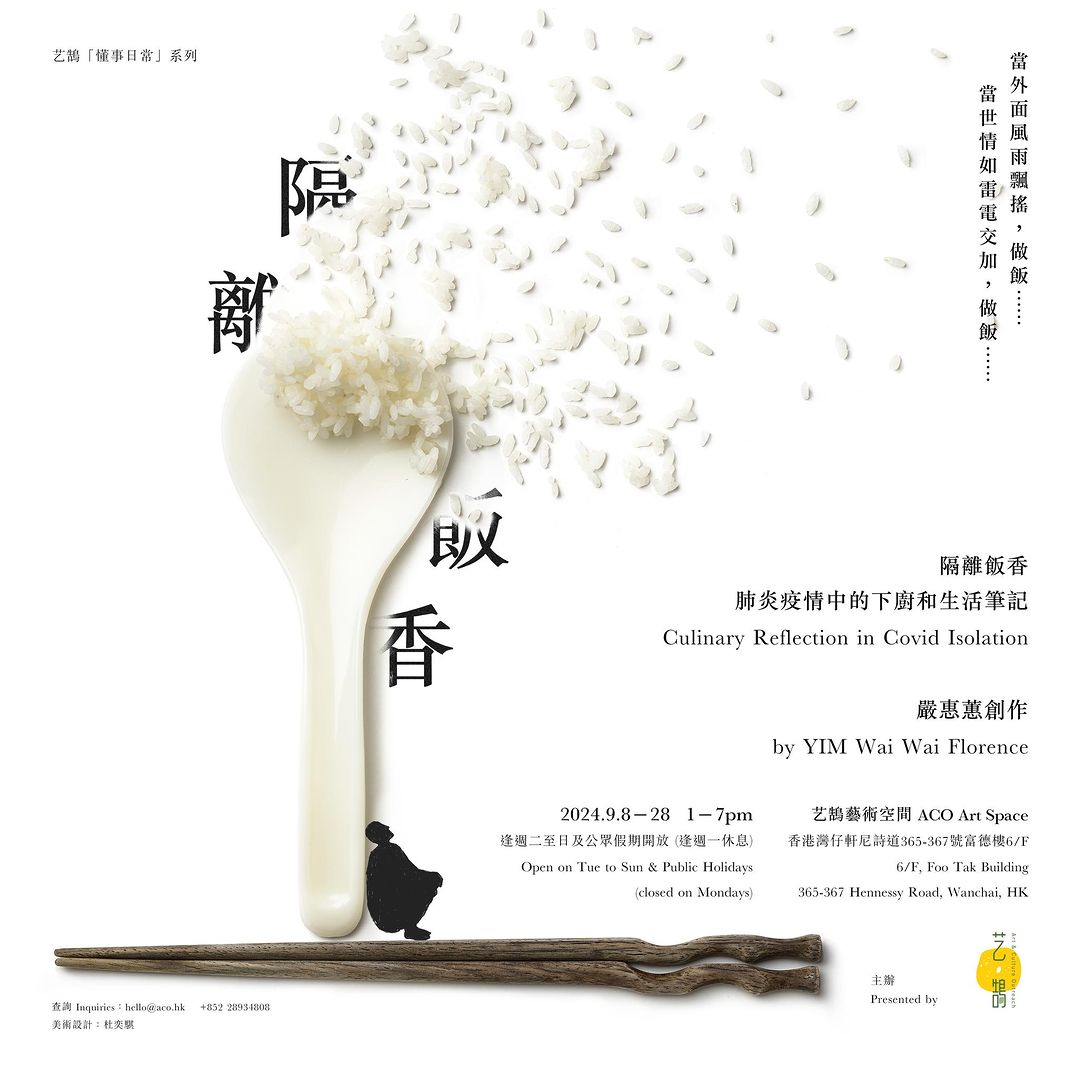 艺鵠「懂事日常」系列
當外面風雨飄搖，做飯……
當世情如雷電交加，做飯……
隔離飯香
隔離飯香
肺炎疫情中的下廚和生活筆記
Culinary Reflection in Covid Isolation
嚴惠蕙創作
by YIM Wai Wai Florence
2024.9.8－28 1－7pm
逢週二至日及公眾假期開放 (逢週一休息)
Open on Tue to Sun & Public Holidays
(closed on Mondays)
艺鵠藝術空間 ACO Art Space
香港灣仔軒尼詩道365-367號富德樓6/F
6/F, Foo Tak Building
365-367 Hennessy Road, Wanchai, HK
主辦
Presented by
艺·鵠
Art & Culture Outreach
查詢 Inquiries：hello@aco.hk +852 28934808
美術設計：杜奕騏